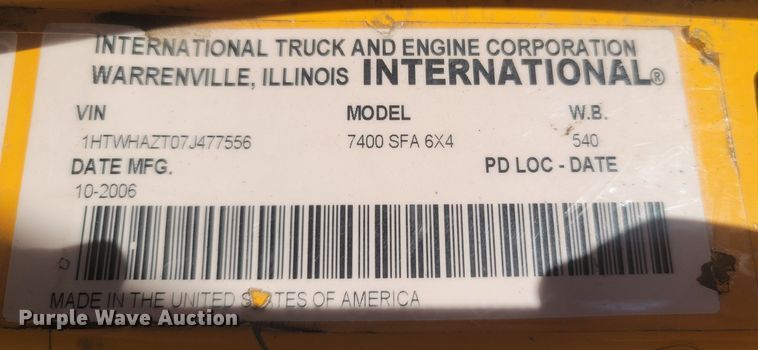 INTERNATIONAL TRUCK AND ENGINE CORPORATION
WARRENVILLE, ILLINOIS INTERNATIONAL®
VIN MODEL W.B.
1HTWHAZT07J477556 7400 SFA 6X4 540
DATE MFG. PD LOC - DATE
10-2006
MADE IN THE UNITED STATES OF AMERICA
Purple Wave Auction